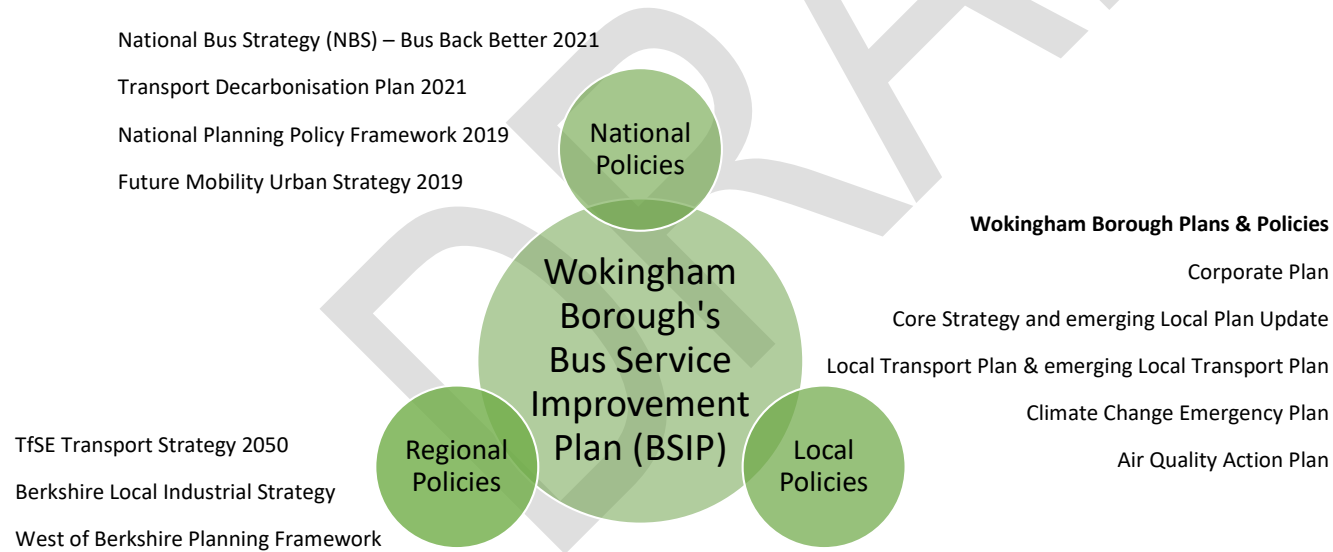 National Bus Strategy (NBS) – Bus Back Better 2021
Transport Decarbonisation Plan 2021
National Planning Policy Framework 2019
Future Mobility Urban Strategy 2019
National
Policies
Wokingham Borough Plans & Policies
Corporate Plan
Core Strategy and emerging Local Plan Update
Local Transport Plan & emerging Local Transport Plan
Climate Change Emergency Plan
Air Quality Action Plan
Wokingham
Borough's
Bus Service
Improvement
Plan (BSIP)
Regional
Policies
Local
Policies
TfSE Transport Strategy 2050
Berkshire Local Industrial Strategy
West of Berkshire Planning Framework
DRA